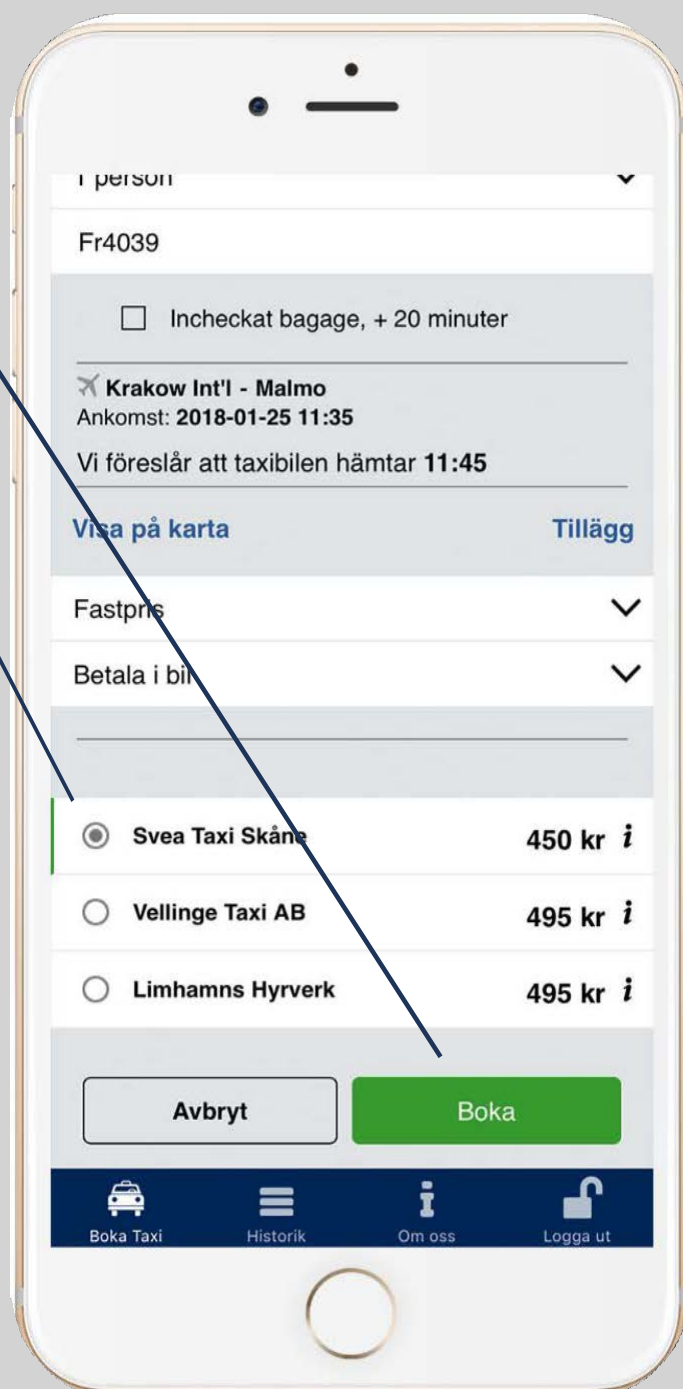 1 person
Fr4039
Incheckat bagage, + 20 minuter
Krakow Int'l - Malmo
Ankomst: 2018-01-25 11:35
Vi föreslår att taxibilen hämtar 11:45
Visa på karta Tillägg
Fastpris
Betala i bil
Svea Taxi Skåne 450 kr i
Vellinge Taxi AB 495 kr i
Limhamns Hyrverk 495 kr i
Avbryt Boka
Boka Taxi Historik Om oss Logga ut